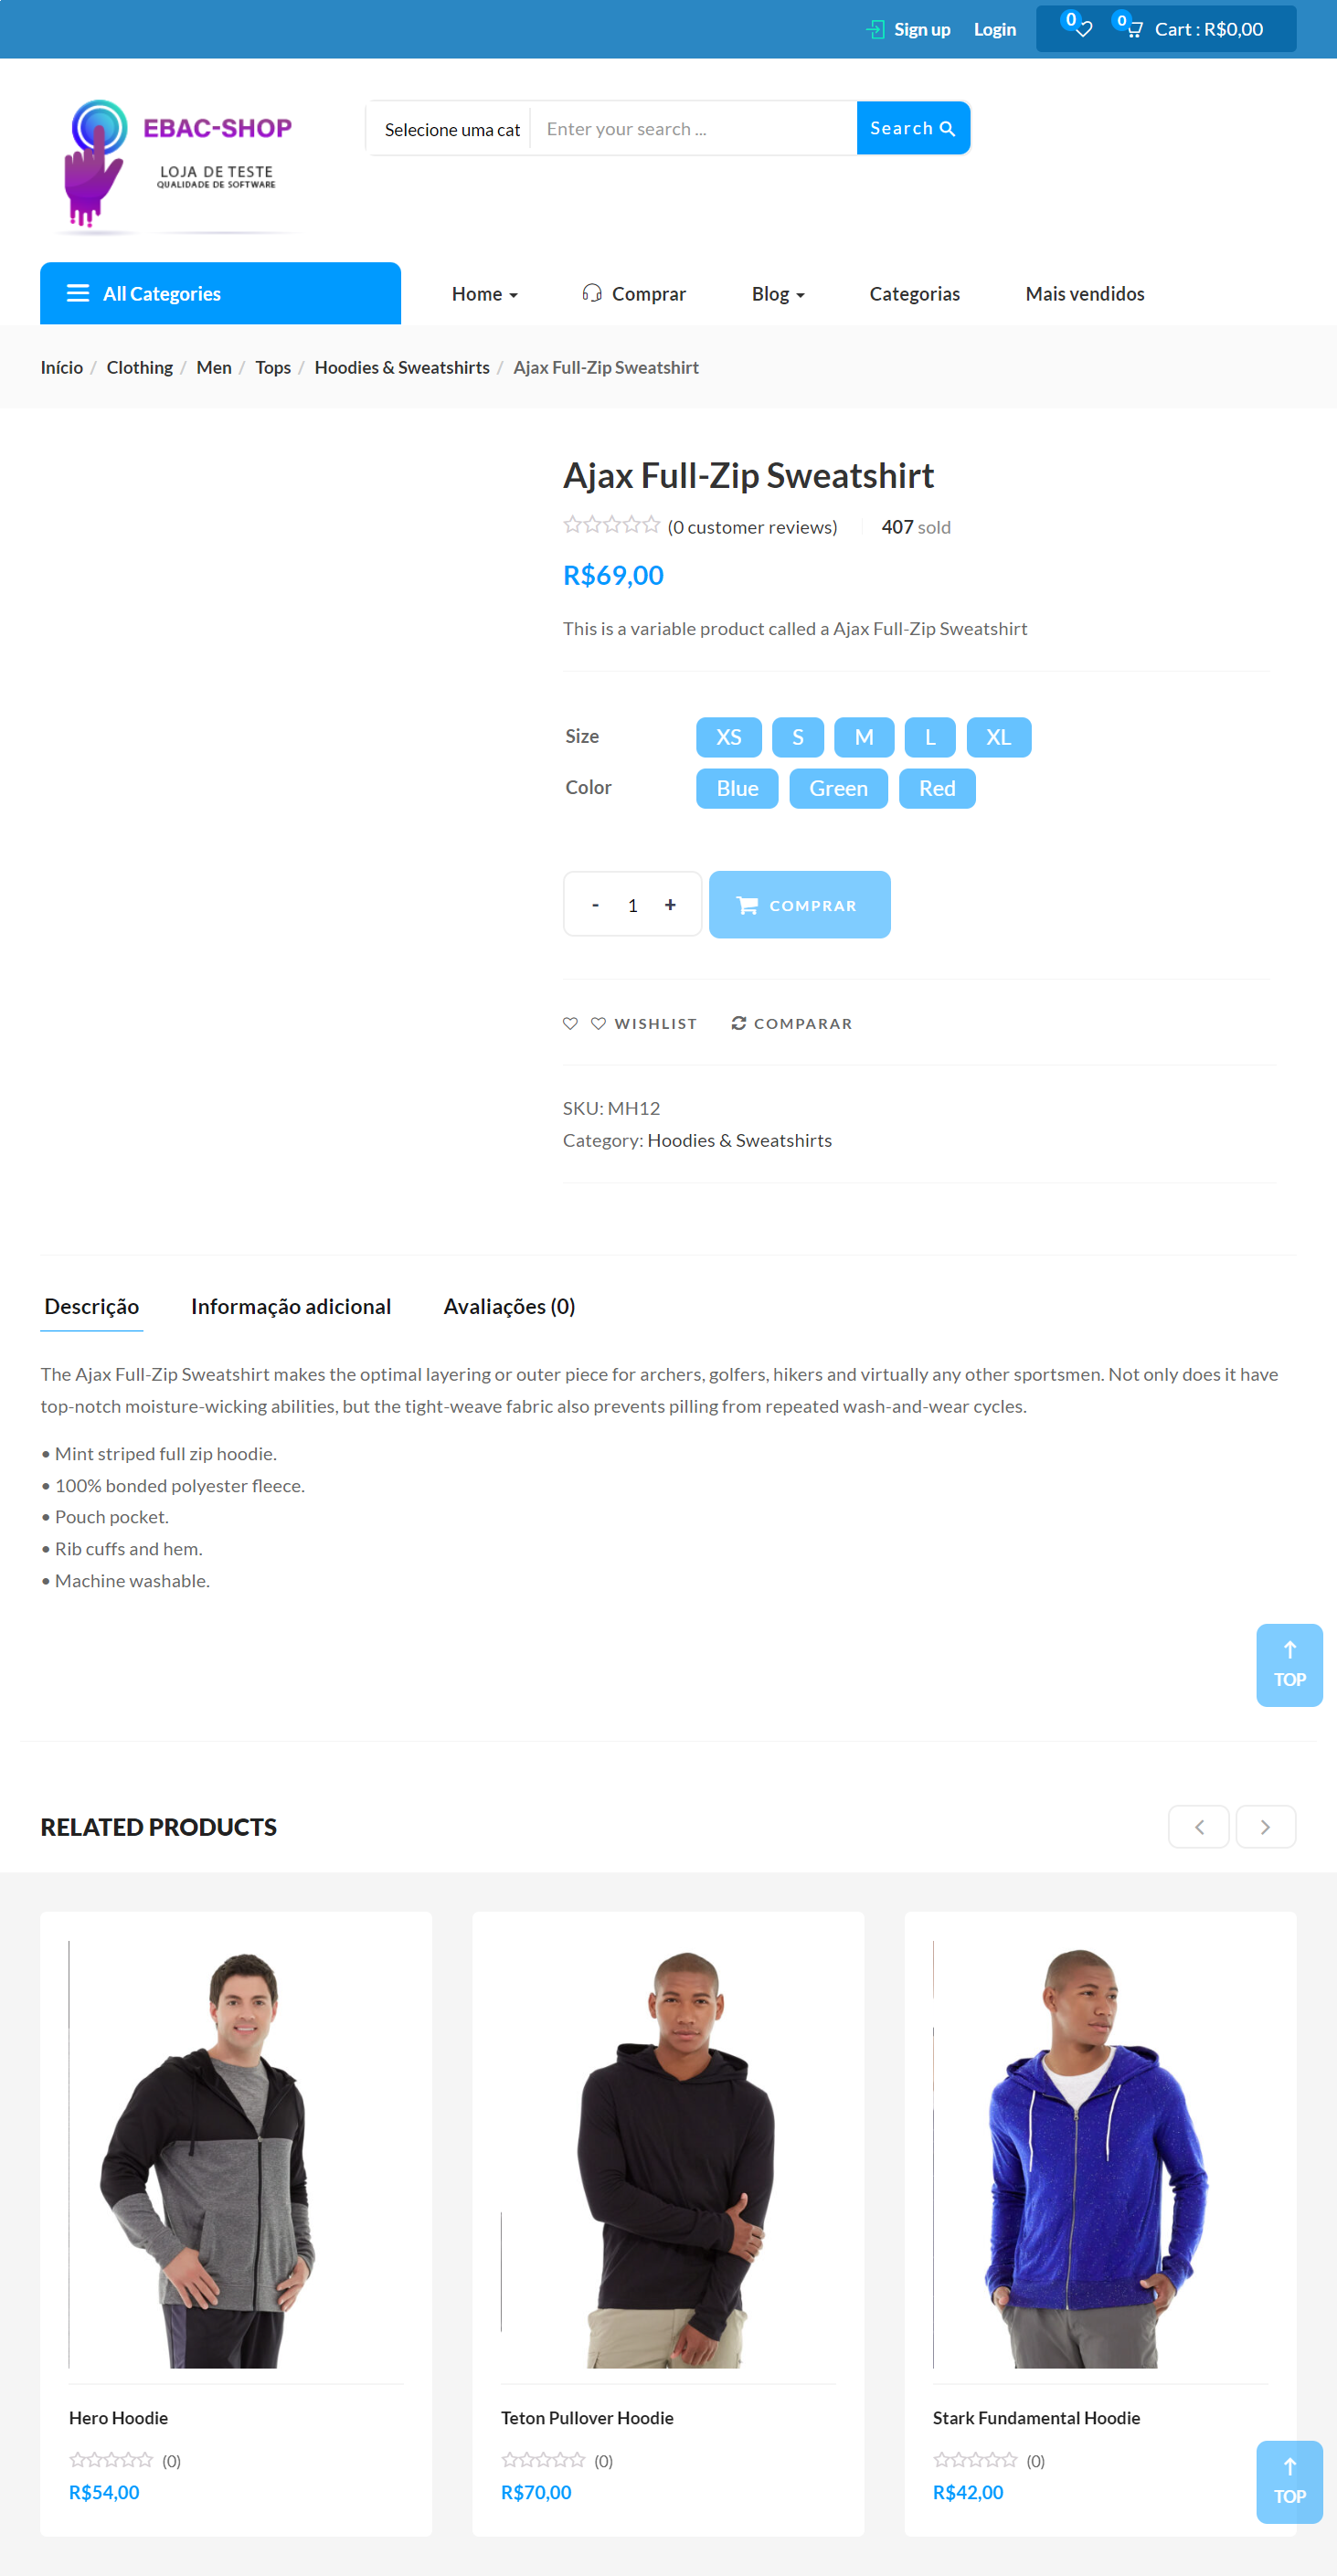 Sign up Login 0 0 Cart : R$0,00
EBAC-SHOP
LOJA DE TESTE
QUALIDADE DE SOFTWARE
Selecione uma cat Enter your search ... Search
All Categories Home Comprar Blog Categorias Mais vendidos
Início / Clothing / Men / Tops / Hoodies & Sweatshirts / Ajax Full-Zip Sweatshirt
Ajax Full-Zip Sweatshirt
(0 customer reviews) 407 sold
R$69,00
This is a variable product called a Ajax Full-Zip Sweatshirt
Size XS S M L XL
Color Blue Green Red
- 1 + COMPRAR
WISHLIST COMPARAR
SKU: MH12
Category: Hoodies & Sweatshirts
Descrição Informação adicional Avaliações (0)
The Ajax Full-Zip Sweatshirt makes the optimal layering or outer piece for archers, golfers, hikers and virtually any other sportsmen. Not only does it have
top-notch moisture-wicking abilities, but the tight-weave fabric also prevents pilling from repeated wash-and-wear cycles.
• Mint striped full zip hoodie.
• 100% bonded polyester fleece.
• Pouch pocket.
• Rib cuffs and hem.
• Machine washable.
TOP
RELATED PRODUCTS
Hero Hoodie
(0)
R$54,00
Teton Pullover Hoodie
(0)
R$70,00
Stark Fundamental Hoodie
(0)
R$42,00
TOP